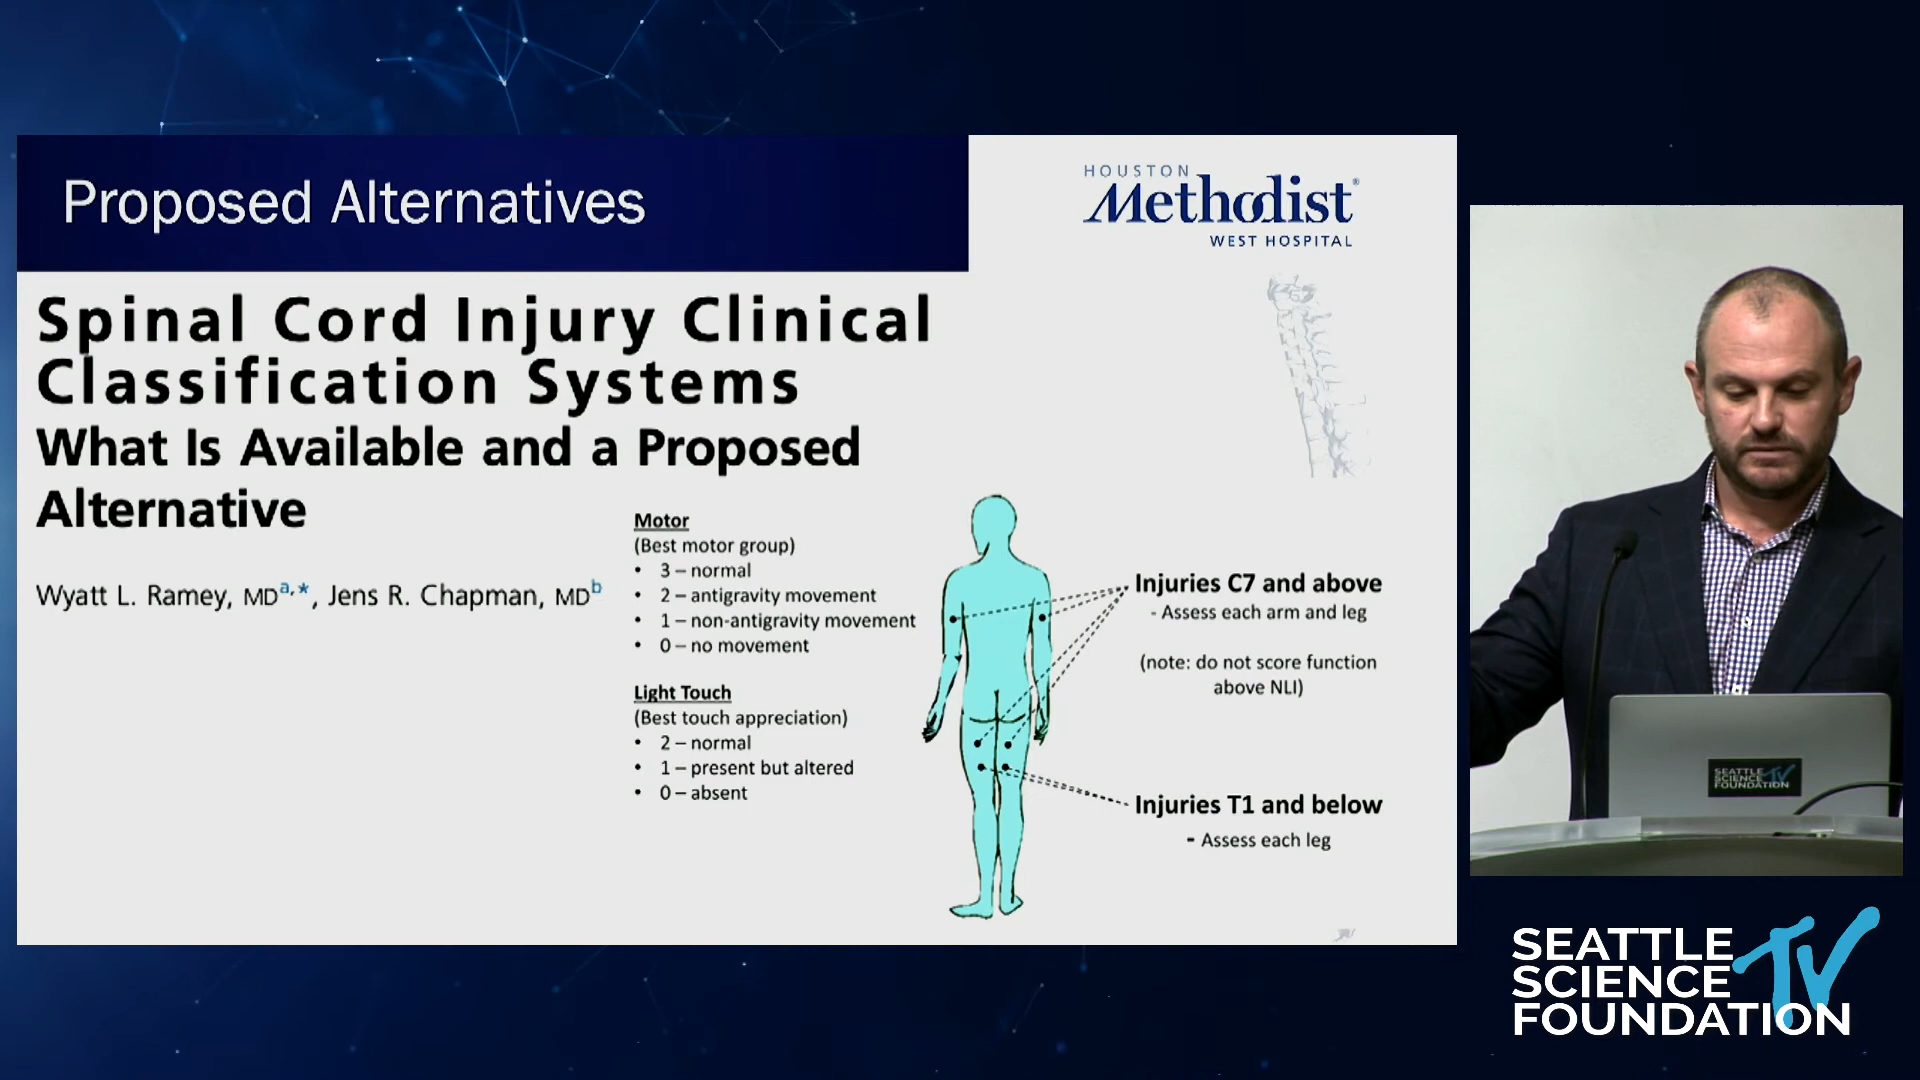 Proposed Alternatives
HOUSTON
Methodist®
WEST HOSPITAL
Spinal Cord Injury Clinical
Classification Systems
What Is Available and a Proposed
Alternative
Wyatt L. Ramey, MDa,*, Jens R. Chapman, MDb
Motor
(Best motor group)
• 3 – normal
• 2 – antigravity movement
• 1 – non-antigravity movement
• 0 – no movement
Light Touch
(Best touch appreciation)
• 2 – normal
• 1 – present but altered
• 0 – absent
Injuries C7 and above
- Assess each arm and leg
(note: do not score function
above NLI)
Injuries T1 and below
- Assess each leg
SEATTLE
SCIENCE TV
FOUNDATION
SEATTLE
SCIENCE TV
FOUNDATION